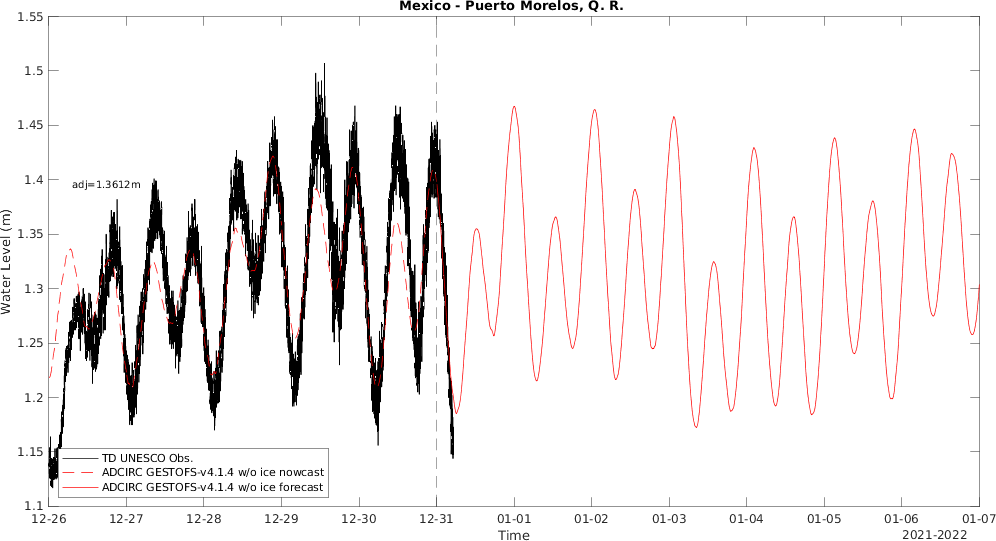 Mexico - Puerto Morelos, Q. R.
1.55
1.5
1.45
1.4
1.35
1.3
1.25
1.2
1.15
1.1
Water Level (m)
adj=1.3612m
TD UNESCO Obs.
ADCIRC GESTOFS-v4.1.4 w/o ice nowcast
ADCIRC GESTOFS-v4.1.4 w/o ice forecast
12-26 12-27 12-28 12-29 12-30 12-31 01-01 01-02 01-03 01-04 01-05 01-06 01-07
Time
2021-2022